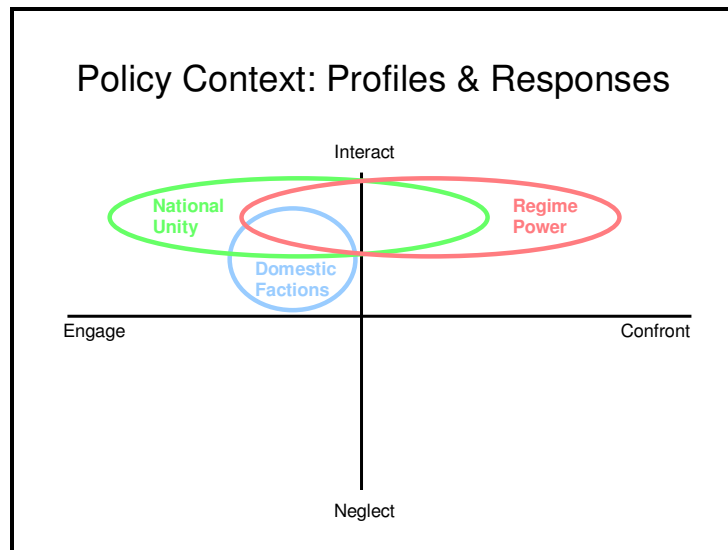 Policy Context: Profiles & Responses
Interact
National
Unity
Regime
Power
Domestic
Factions
Engage
Confront
Neglect